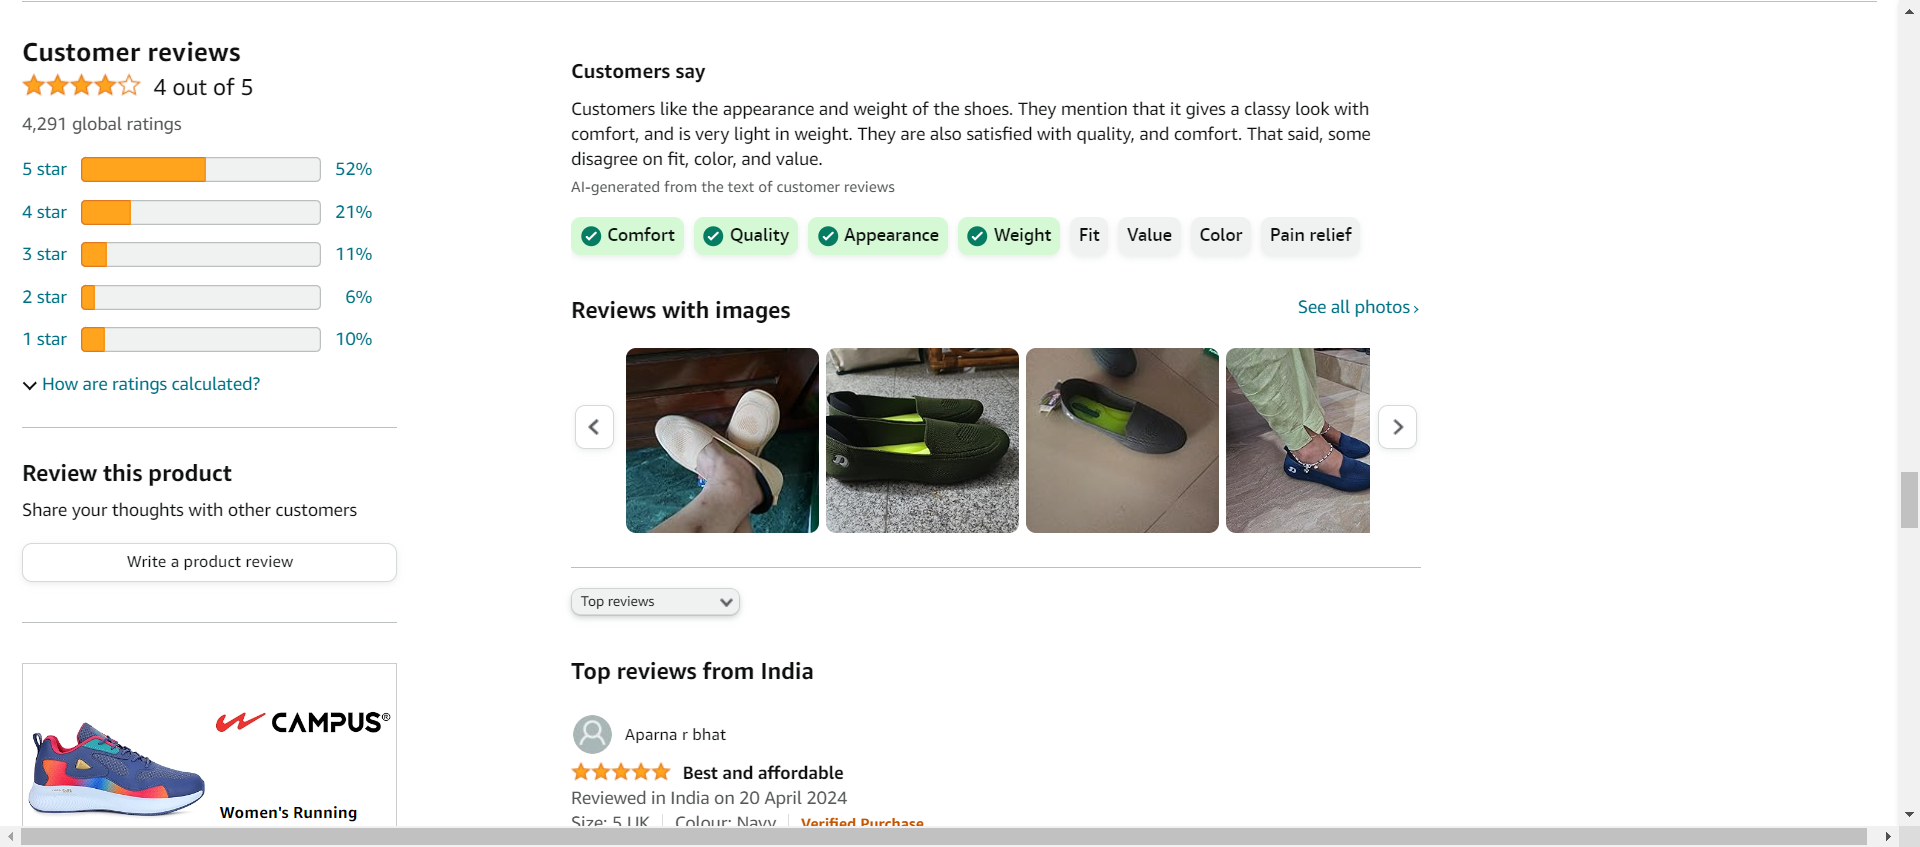 Customer reviews
4 out of 5
4,291 global ratings
5 star 52%
4 star 21%
3 star 11%
2 star 6%
1 star 10%
How are ratings calculated?
Review this product
Share your thoughts with other customers
Write a product review
CAMPUS®
Women's Running
Customers say
Customers like the appearance and weight of the shoes. They mention that it gives a classy look with
comfort, and is very light in weight. They are also satisfied with quality, and comfort. That said, some
disagree on fit, color, and value.
AI-generated from the text of customer reviews
Comfort Quality Appearance Weight Fit Value Color Pain relief
Reviews with images
See all photos ›
Top reviews
Top reviews from India
Aparna r bhat
Best and affordable
Reviewed in India on 20 April 2024
Size: 5 UK Colour: Navy Verified Purchase